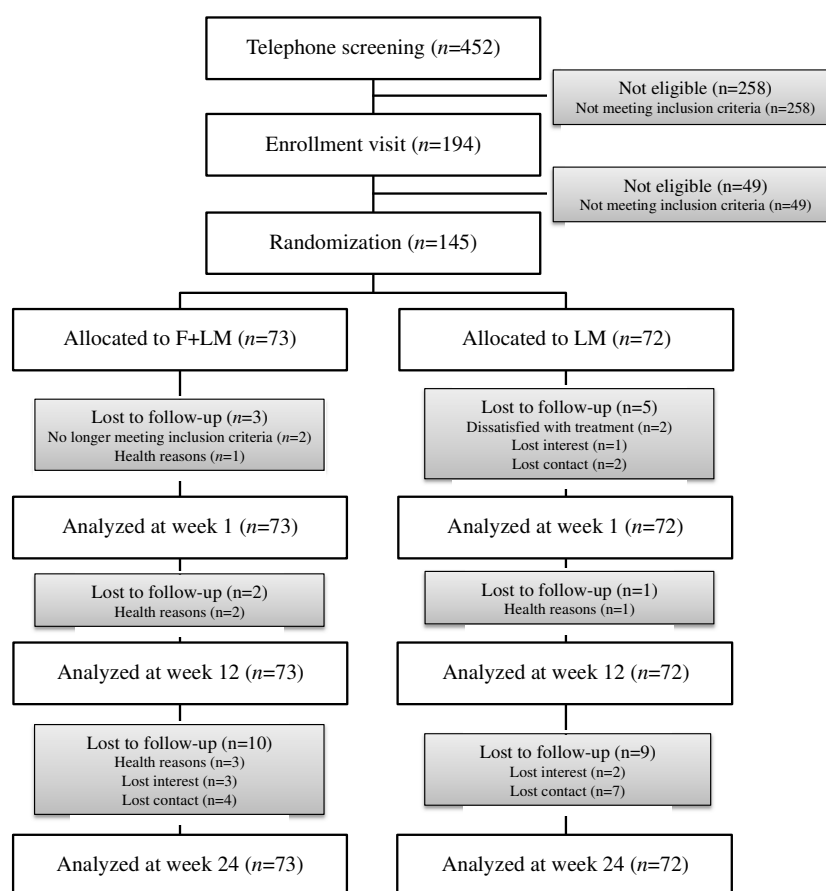 Telephone screening (n=452)
Not eligible (n=258)
Not meeting inclusion criteria (n=258)
Enrollment visit (n=194)
Not eligible (n=49)
Not meeting inclusion criteria (n=49)
Randomization (n=145)
Allocated to F+LM (n=73)
Allocated to LM (n=72)
Lost to follow-up (n=3)
No longer meeting inclusion criteria (n=2)
Health reasons (n=1)
Lost to follow-up (n=5)
Dissatisfied with treatment (n=2)
Lost interest (n=1)
Lost contact (n=2)
Analyzed at week 1 (n=73)
Analyzed at week 1 (n=72)
Lost to follow-up (n=2)
Health reasons (n=2)
Lost to follow-up (n=1)
Health reasons (n=1)
Analyzed at week 12 (n=73)
Analyzed at week 12 (n=72)
Lost to follow-up (n=10)
Health reasons (n=3)
Lost interest (n=3)
Lost contact (n=4)
Lost to follow-up (n=9)
Lost interest (n=2)
Lost contact (n=7)
Analyzed at week 24 (n=73)
Analyzed at week 24 (n=72)